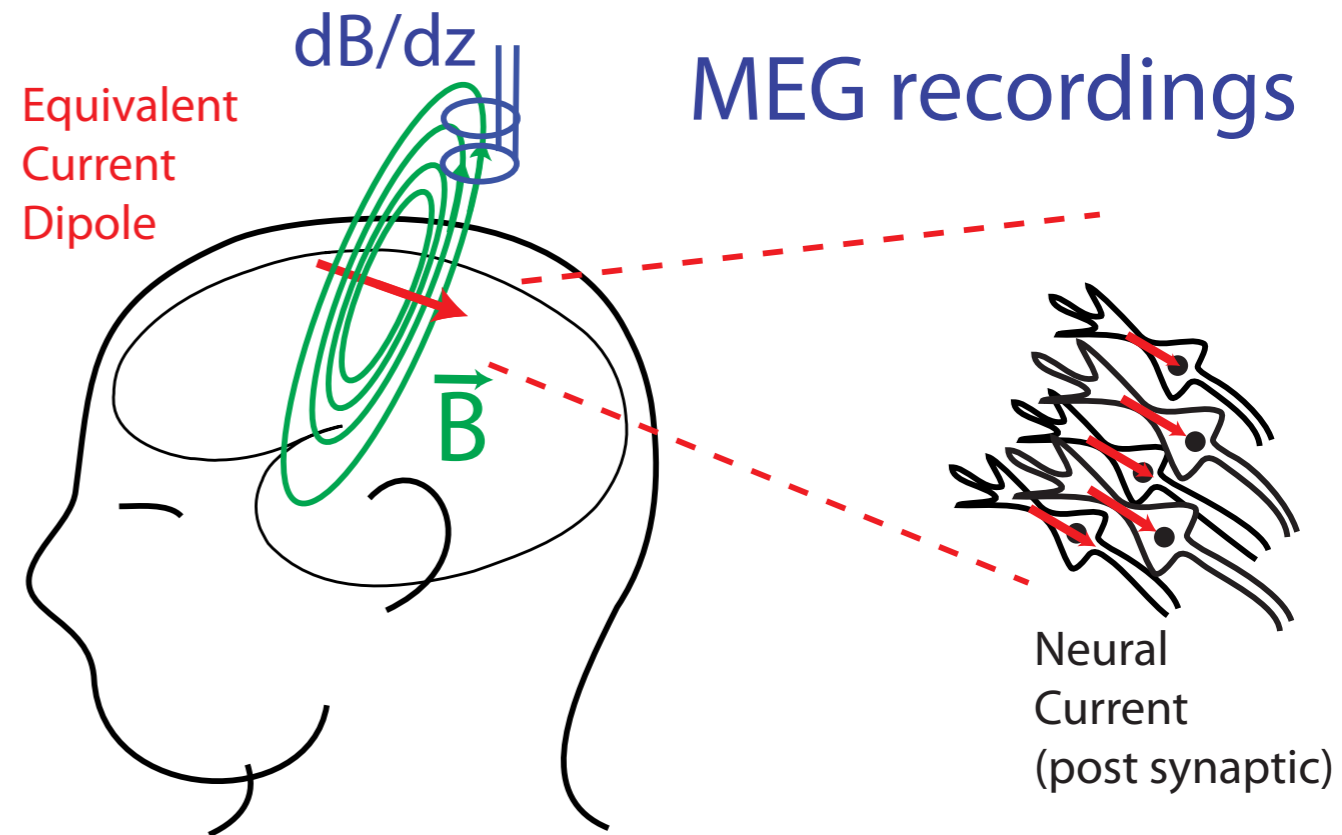 dB/dz
MEG recordings
Equivalent
Current
Dipole
B
Neural
Current
(post synaptic)